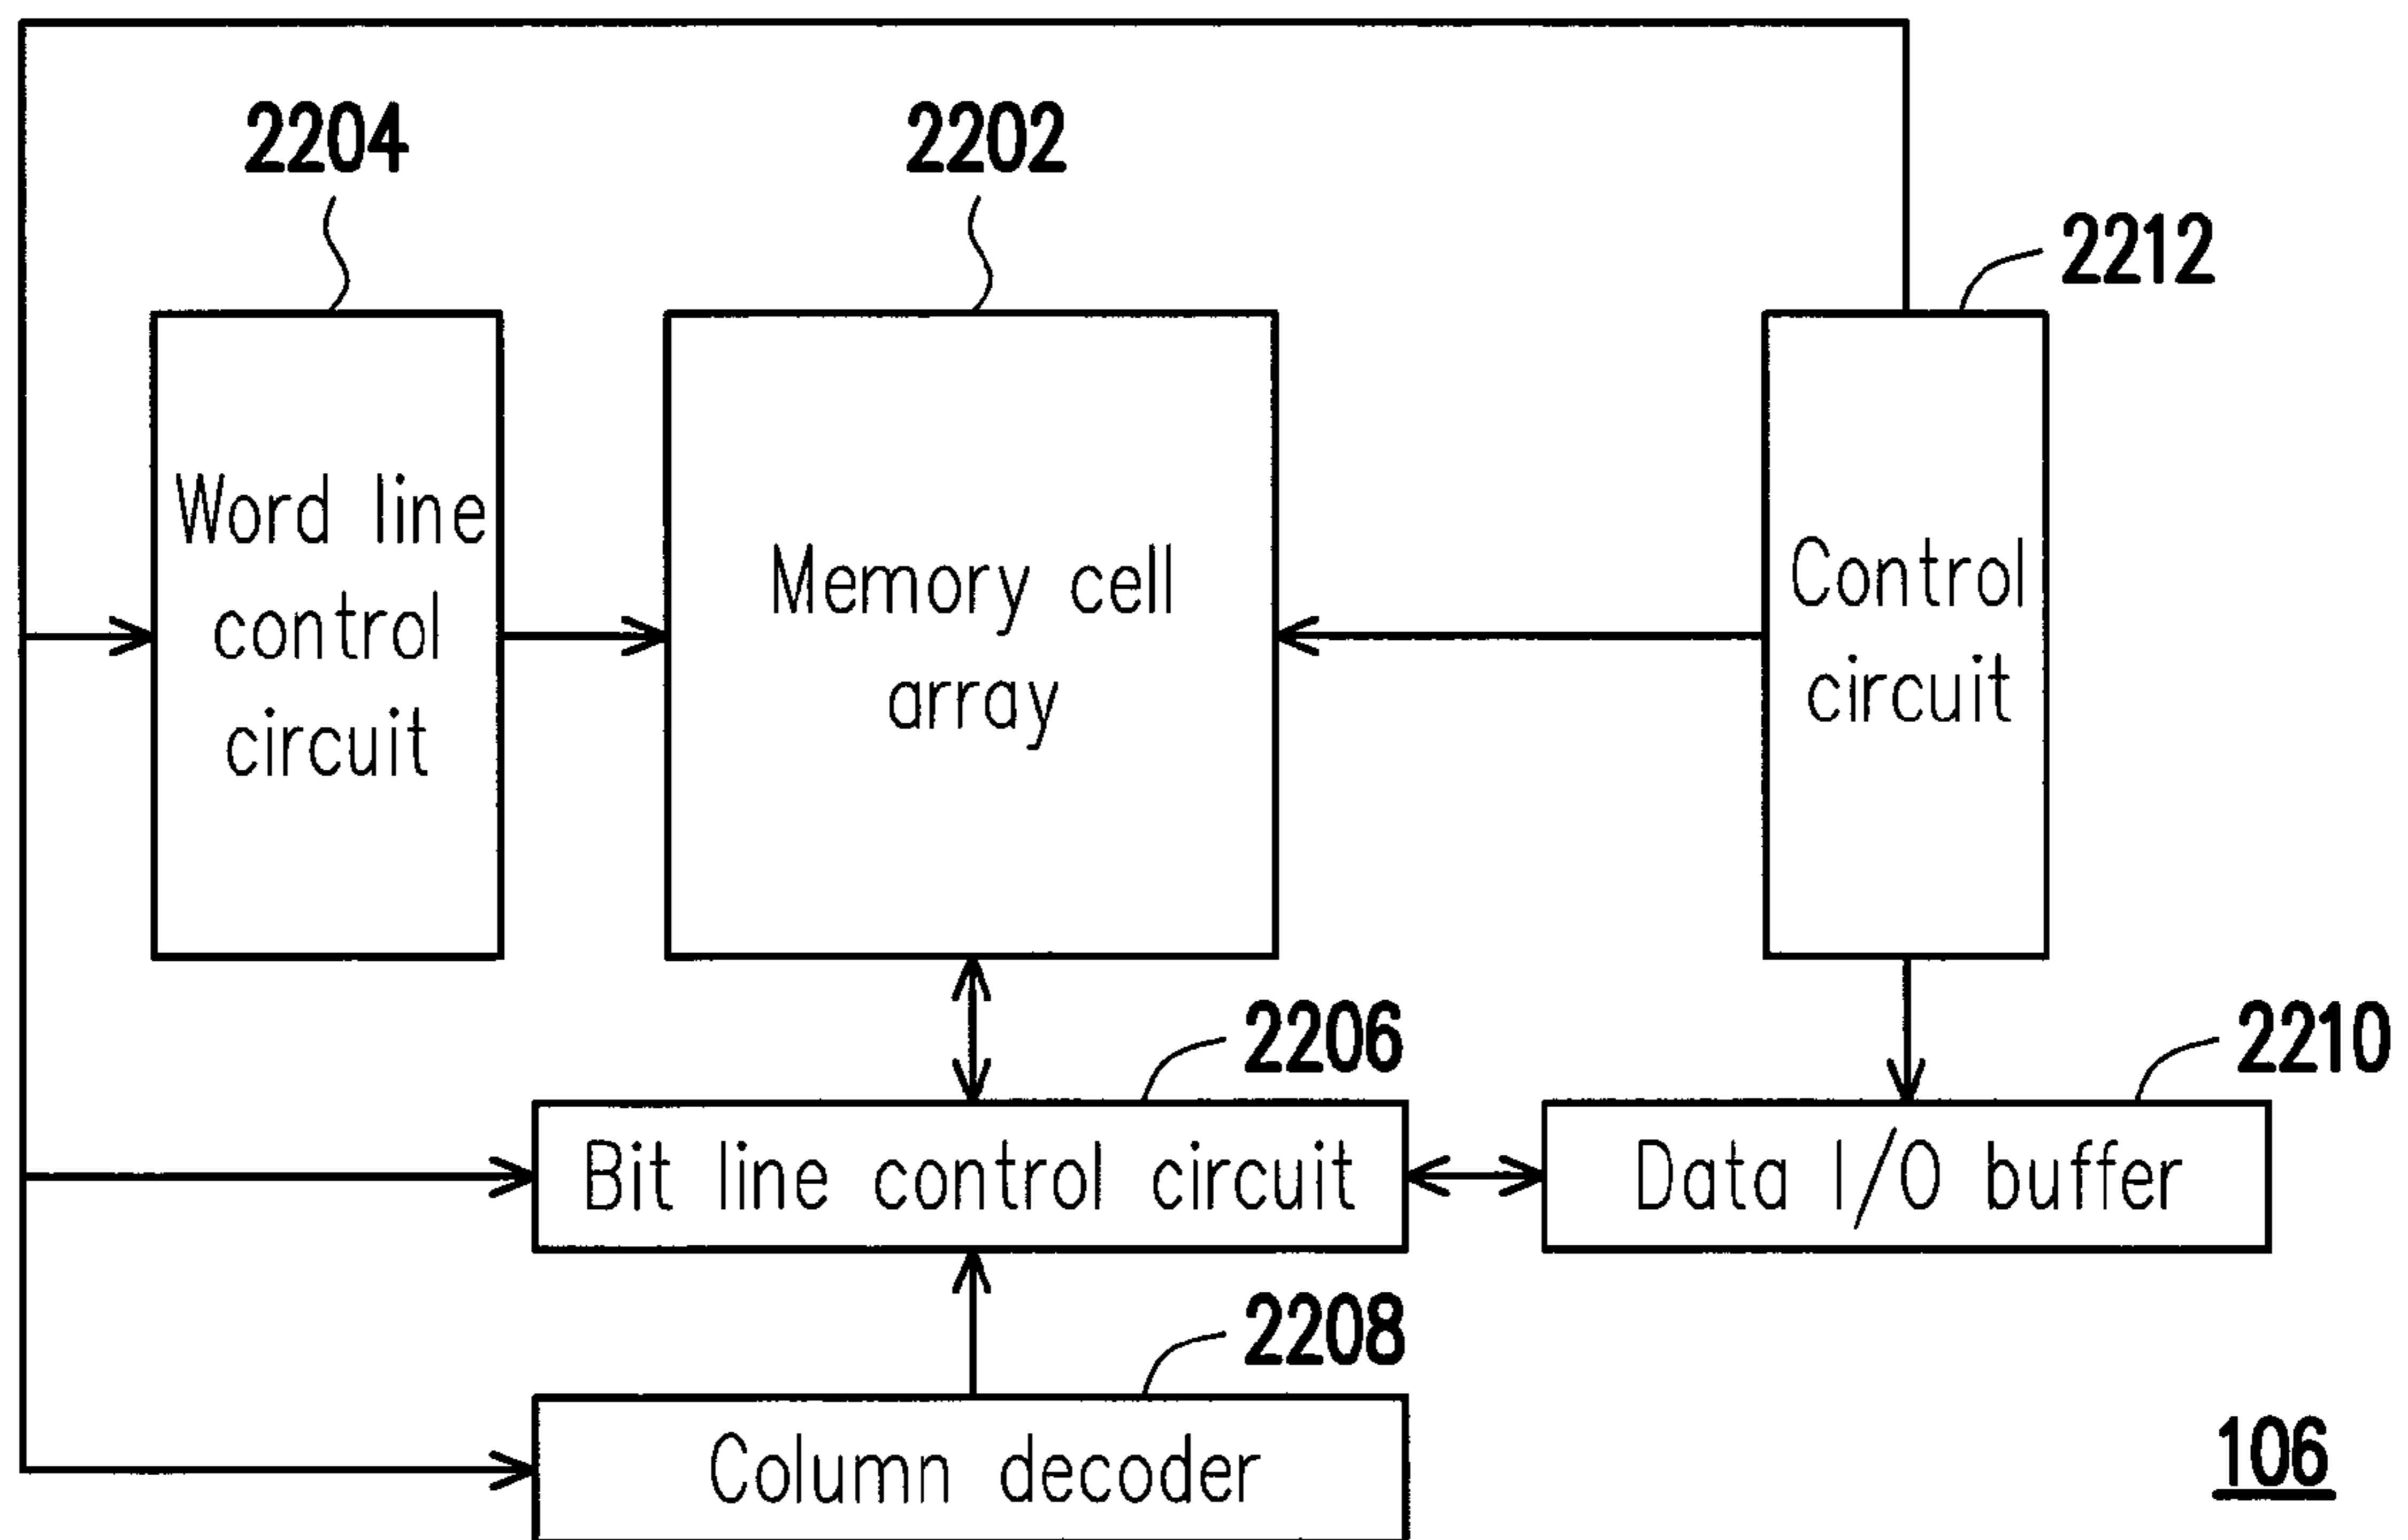 2204
2202
2212
Word line
control
circuit
Memory cell
array
Control
circuit
2206
2210
Bit line control circuit
Data I/O buffer
2208
Column decoder
106